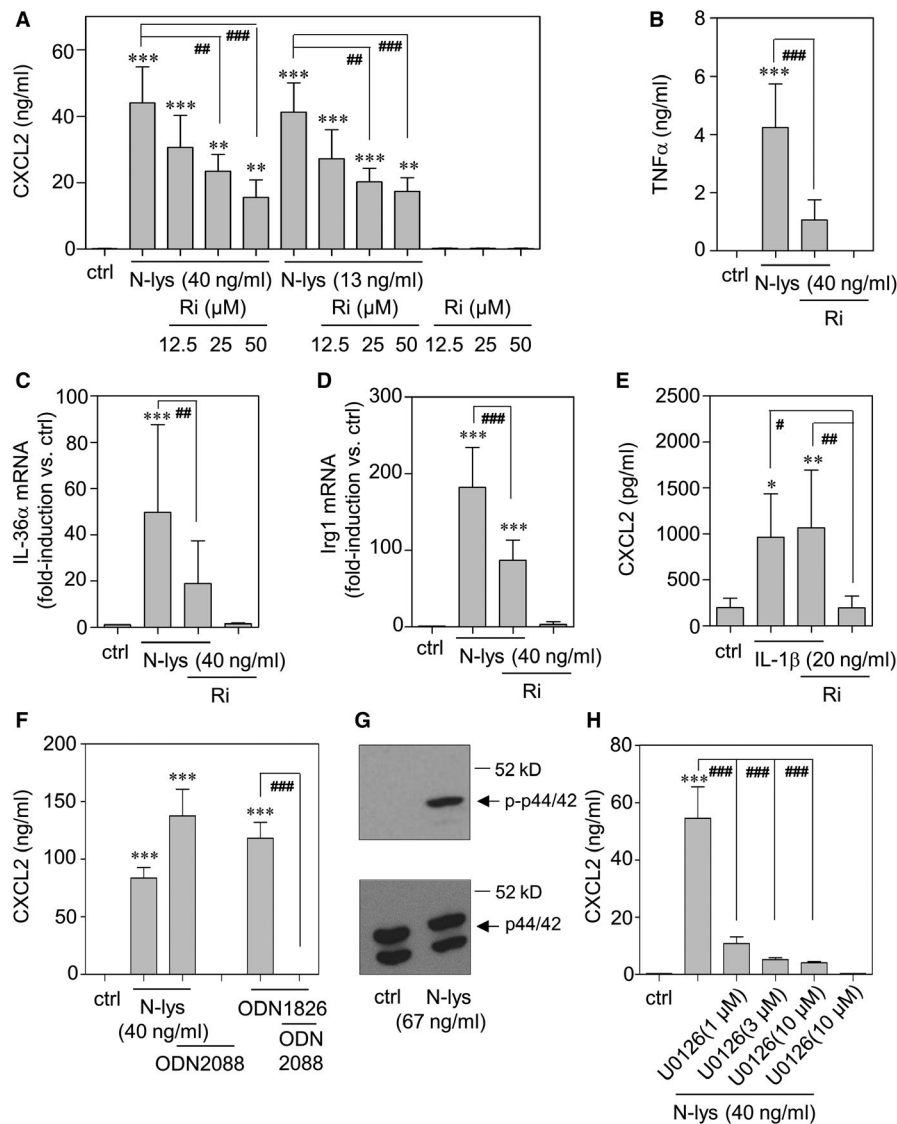 A
CXCL2 (ng/ml)
60
40
20
0
***
***
**
**
##
###
***
***
***
**
##
###
ctrl
N-lys (40 ng/ml)
N-lys (13 ng/ml)
Ri (µM)
Ri (µM)
Ri (µM)
12.5 25 50
12.5 25 50
12.5 25 50
B
TNFα (ng/ml)
8
6
4
2
0
***
###
ctrl
N-lys (40 ng/ml)
Ri
C
IL-36α mRNA
(fold-induction vs. ctrl)
100
80
60
40
20
0
***
##
ctrl
N-lys (40 ng/ml)
Ri
D
Irg1 mRNA
(fold-induction vs. ctrl)
300
200
100
0
***
###
***
ctrl
N-lys (40 ng/ml)
Ri
E
CXCL2
(pg/ml)
2500
2000
1500
1000
500
0
#
##
*
**
ctrl
IL-1β (20 ng/ml)
Ri
F
CXCL2 (ng/ml)
200
150
100
50
0
***
***
***
###
ctrl
N-lys
(40 ng/ml)
ODN2088
ODN1826
ODN
2088
G
52 kD
p-p44/42
52 kD
p44/42
ctrl
N-lys
(67 ng/ml)
H
CXCL2 (ng/ml)
80
60
40
20
0
***
###
###
###
ctrl
U0126(1 µM)
U0126(3 µM)
U0126(10 µM)
U0126(10 µM)
N-lys (40 ng/ml)